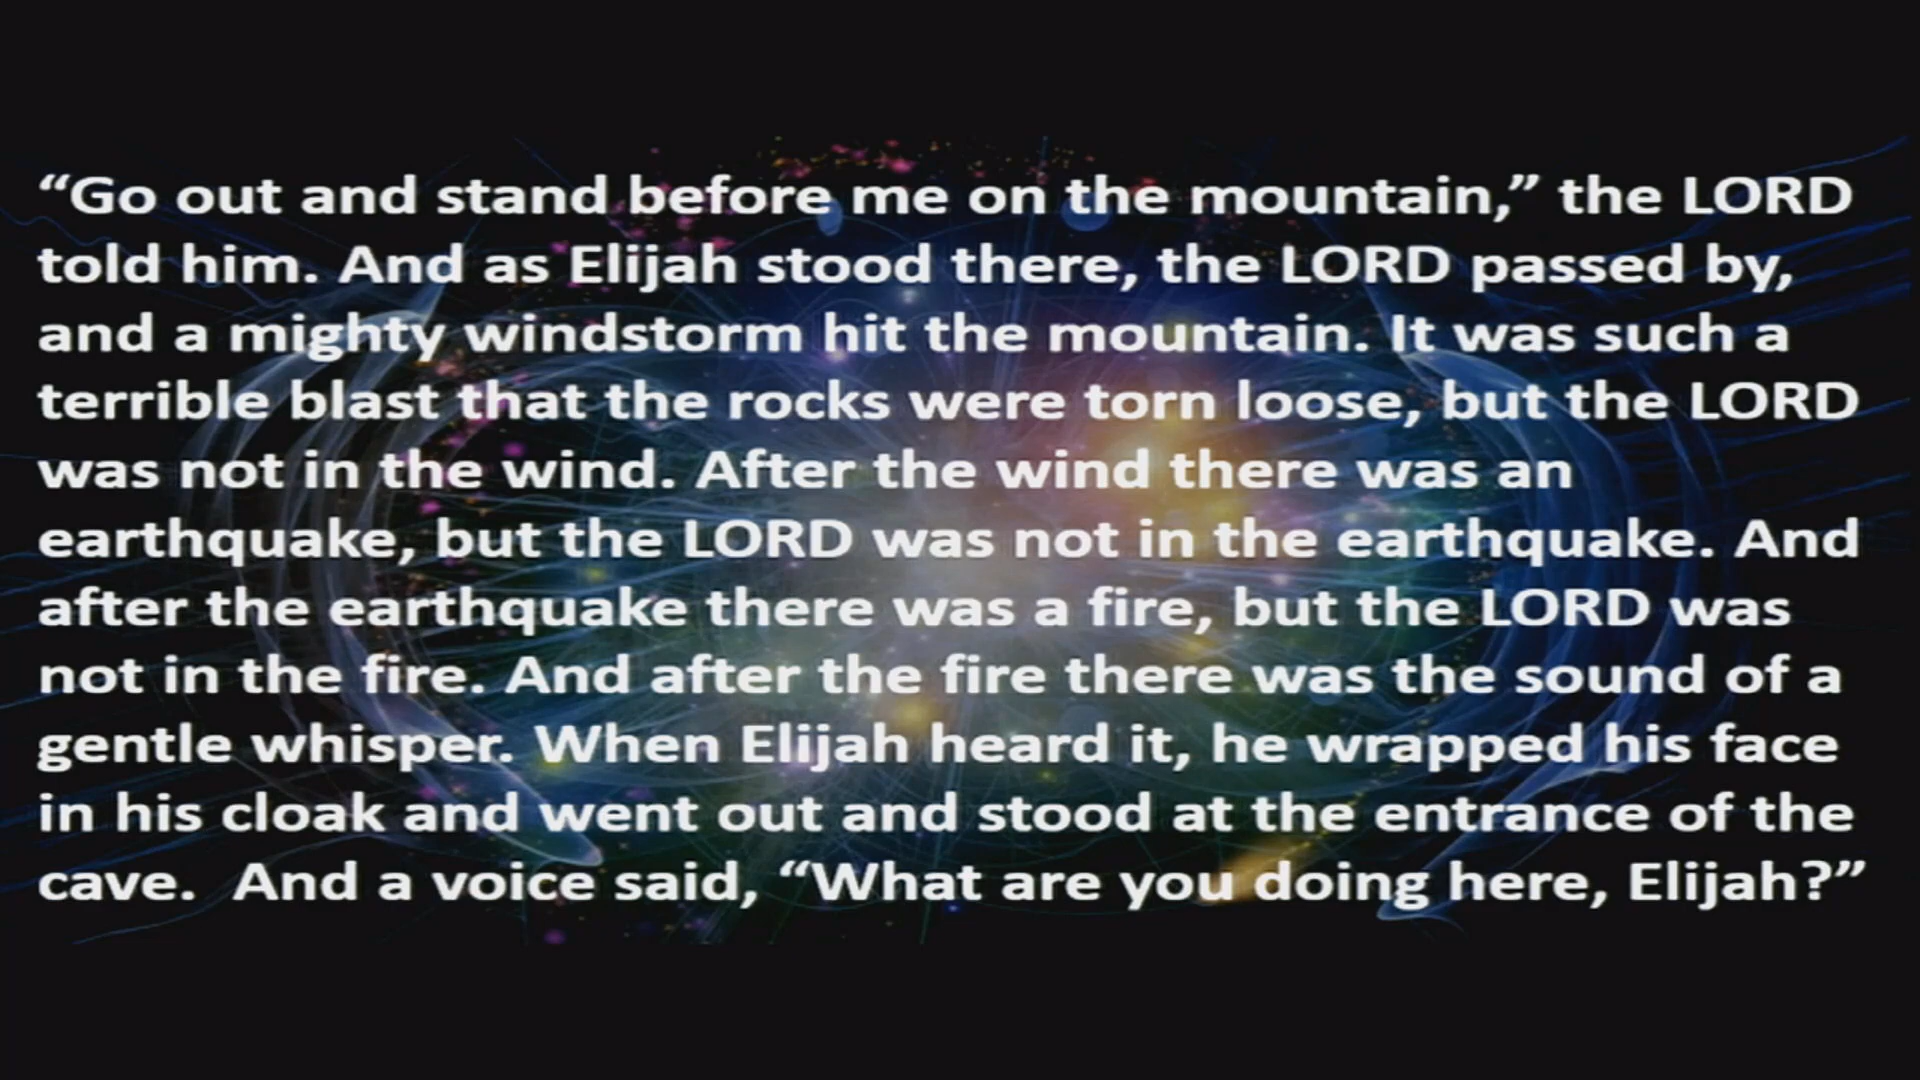 “Go out and stand before me on the mountain,” the LORD
told him. And as Elijah stood there, the LORD passed by,
and a mighty windstorm hit the mountain. It was such a
terrible blast that the rocks were torn loose, but the LORD
was not in the wind. After the wind there was an
earthquake, but the LORD was not in the earthquake. And
after the earthquake there was a fire, but the LORD was
not in the fire. And after the fire there was the sound of a
gentle whisper. When Elijah heard it, he wrapped his face
in his cloak and went out and stood at the entrance of the
cave.  And a voice said, “What are you doing here, Elijah?”